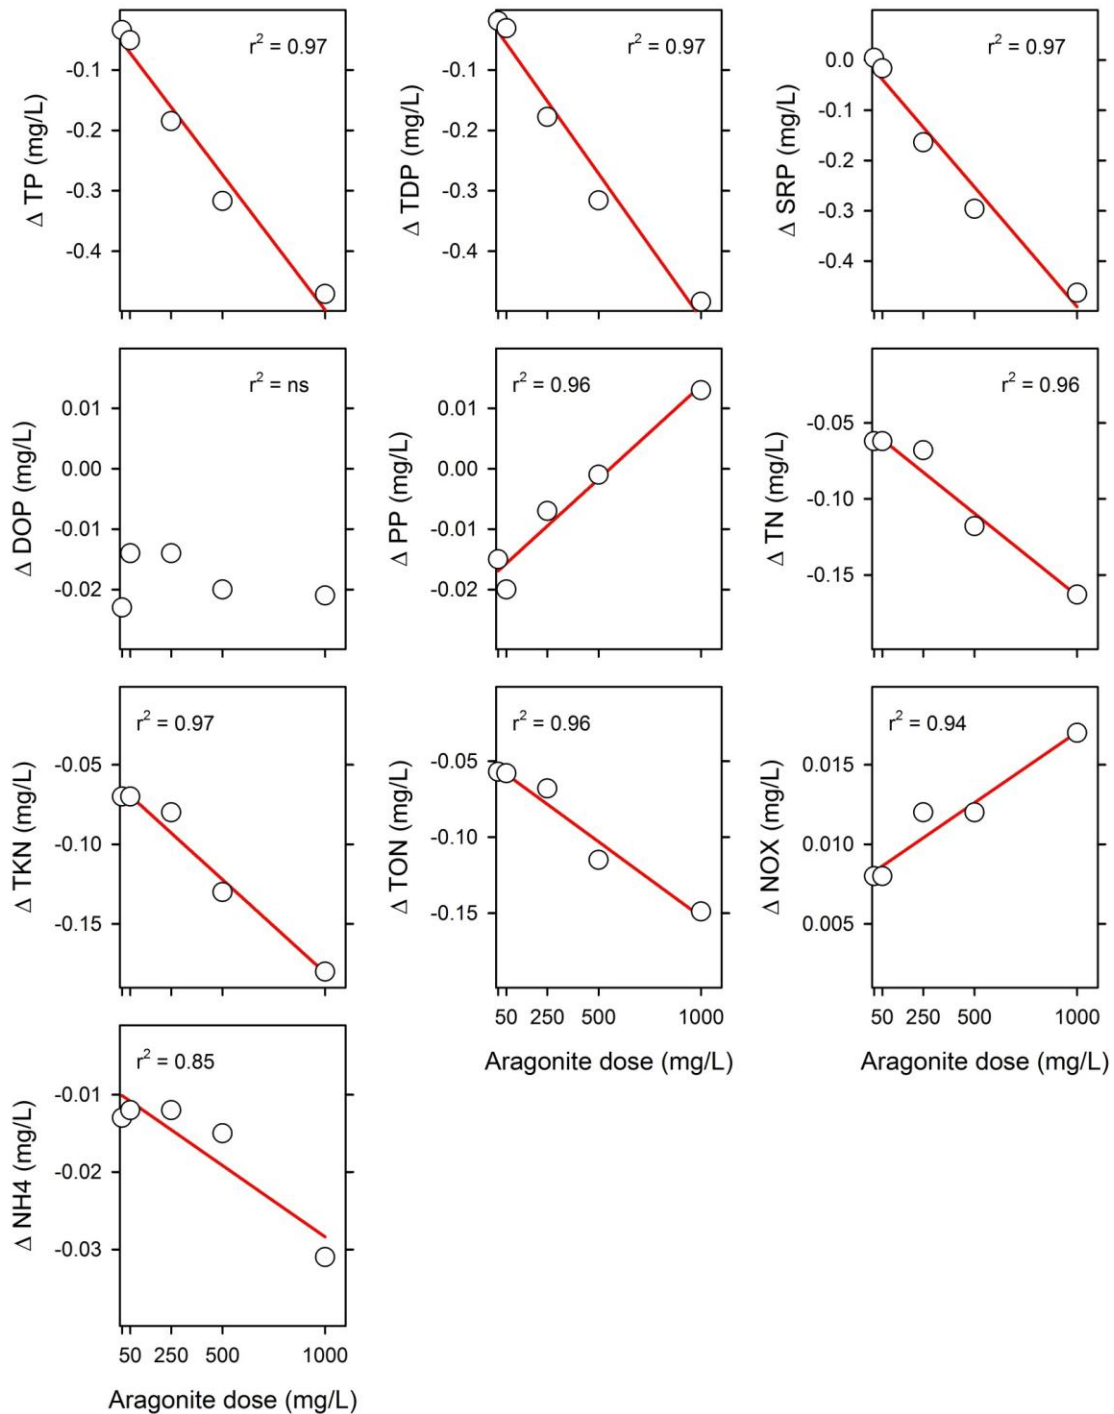 r² = 0.97
Δ TP (mg/L)
-0.1
-0.2
-0.3
-0.4
r² = 0.97
Δ TDP (mg/L)
-0.1
-0.2
-0.3
-0.4
r² = 0.97
Δ SRP (mg/L)
0.0
-0.1
-0.2
-0.3
-0.4
r² = ns
Δ DOP (mg/L)
0.01
0.00
-0.01
-0.02
r² = 0.96
Δ PP (mg/L)
0.01
0.00
-0.01
-0.02
r² = 0.96
Δ TN (mg/L)
-0.05
-0.10
-0.15
r² = 0.97
Δ TKN (mg/L)
-0.05
-0.10
-0.15
r² = 0.96
Δ TON (mg/L)
-0.05
-0.10
-0.15
50 250 500 1000
Aragonite dose (mg/L)
r² = 0.94
Δ NOX (mg/L)
0.015
0.010
0.005
50 250 500 1000
Aragonite dose (mg/L)
r² = 0.85
Δ NH4 (mg/L)
-0.01
-0.02
-0.03
50 250 500 1000
Aragonite dose (mg/L)